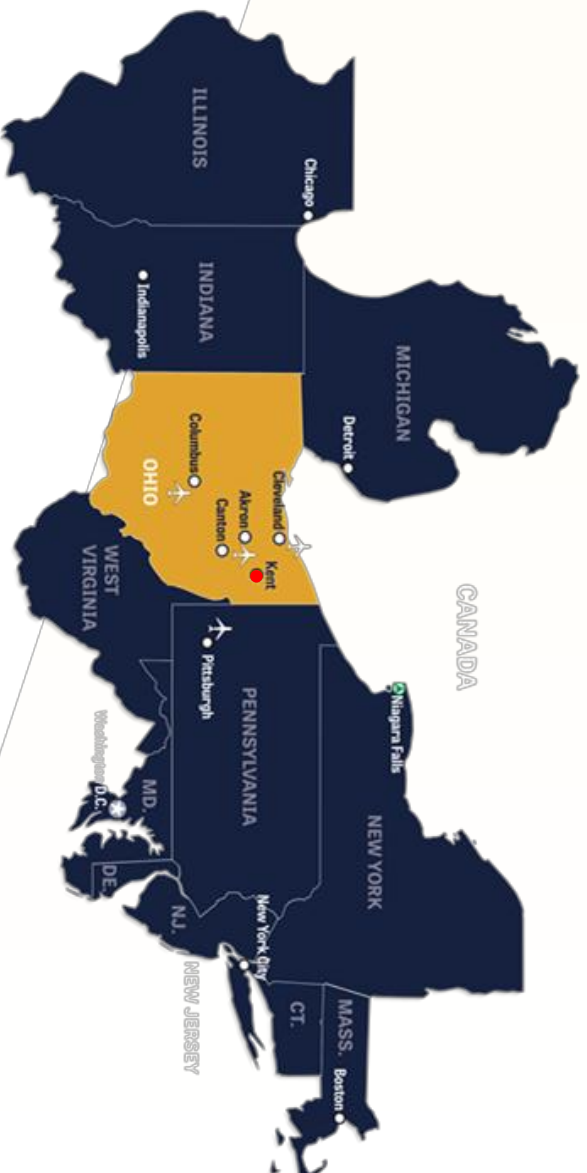 ILLINOIS
Chicago
INDIANA
Indianapolis
MICHIGAN
Detroit
OHIO
Columbus
Cleveland
Akron
Canton
Kent
WEST
VIRGINIA
CANADA
Pittsburgh
PENNSYLVANIA
Niagara Falls
NEW YORK
Washington D.C.
MD.
DE.
NJ.
NEW JERSEY
New York City
CT.
MASS.
Boston